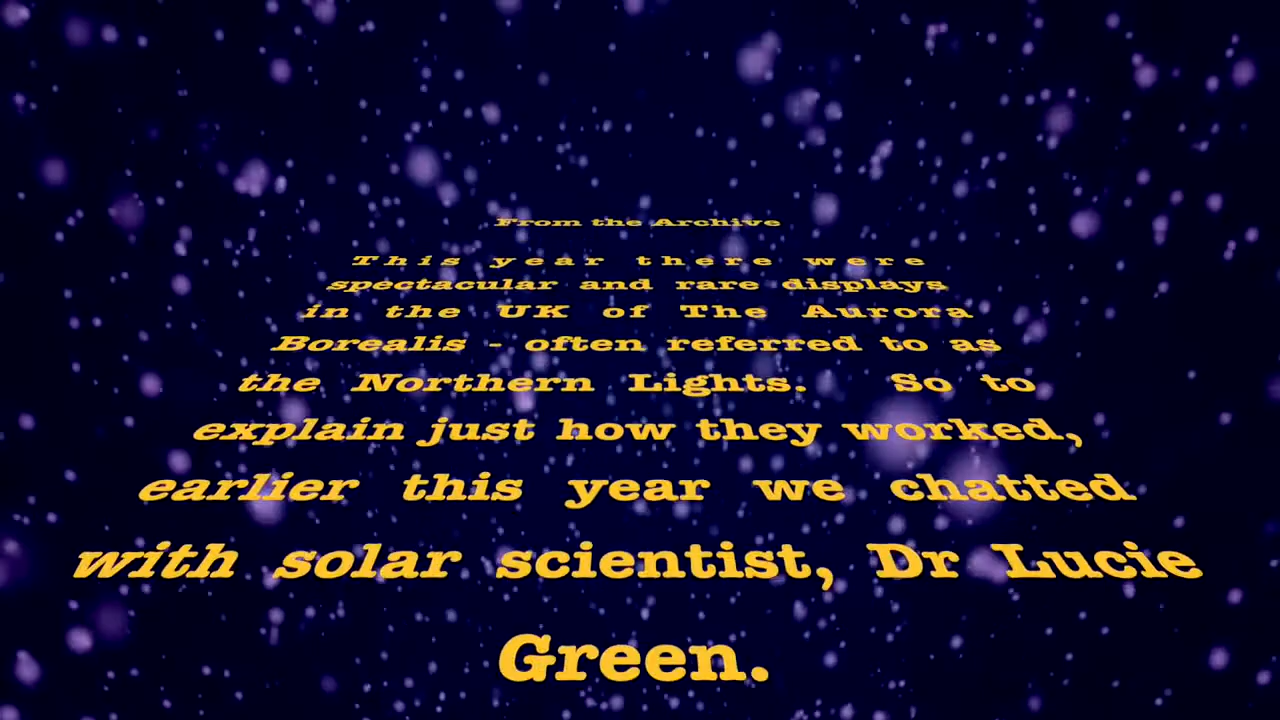 From the Archive
This year there were
spectacular and rare displays
in the UK of The Aurora
Borealis - often referred to as
the Northern Lights. So to
explain just how they worked,
earlier this year we chatted
with solar scientist, Dr Lucie
Green.